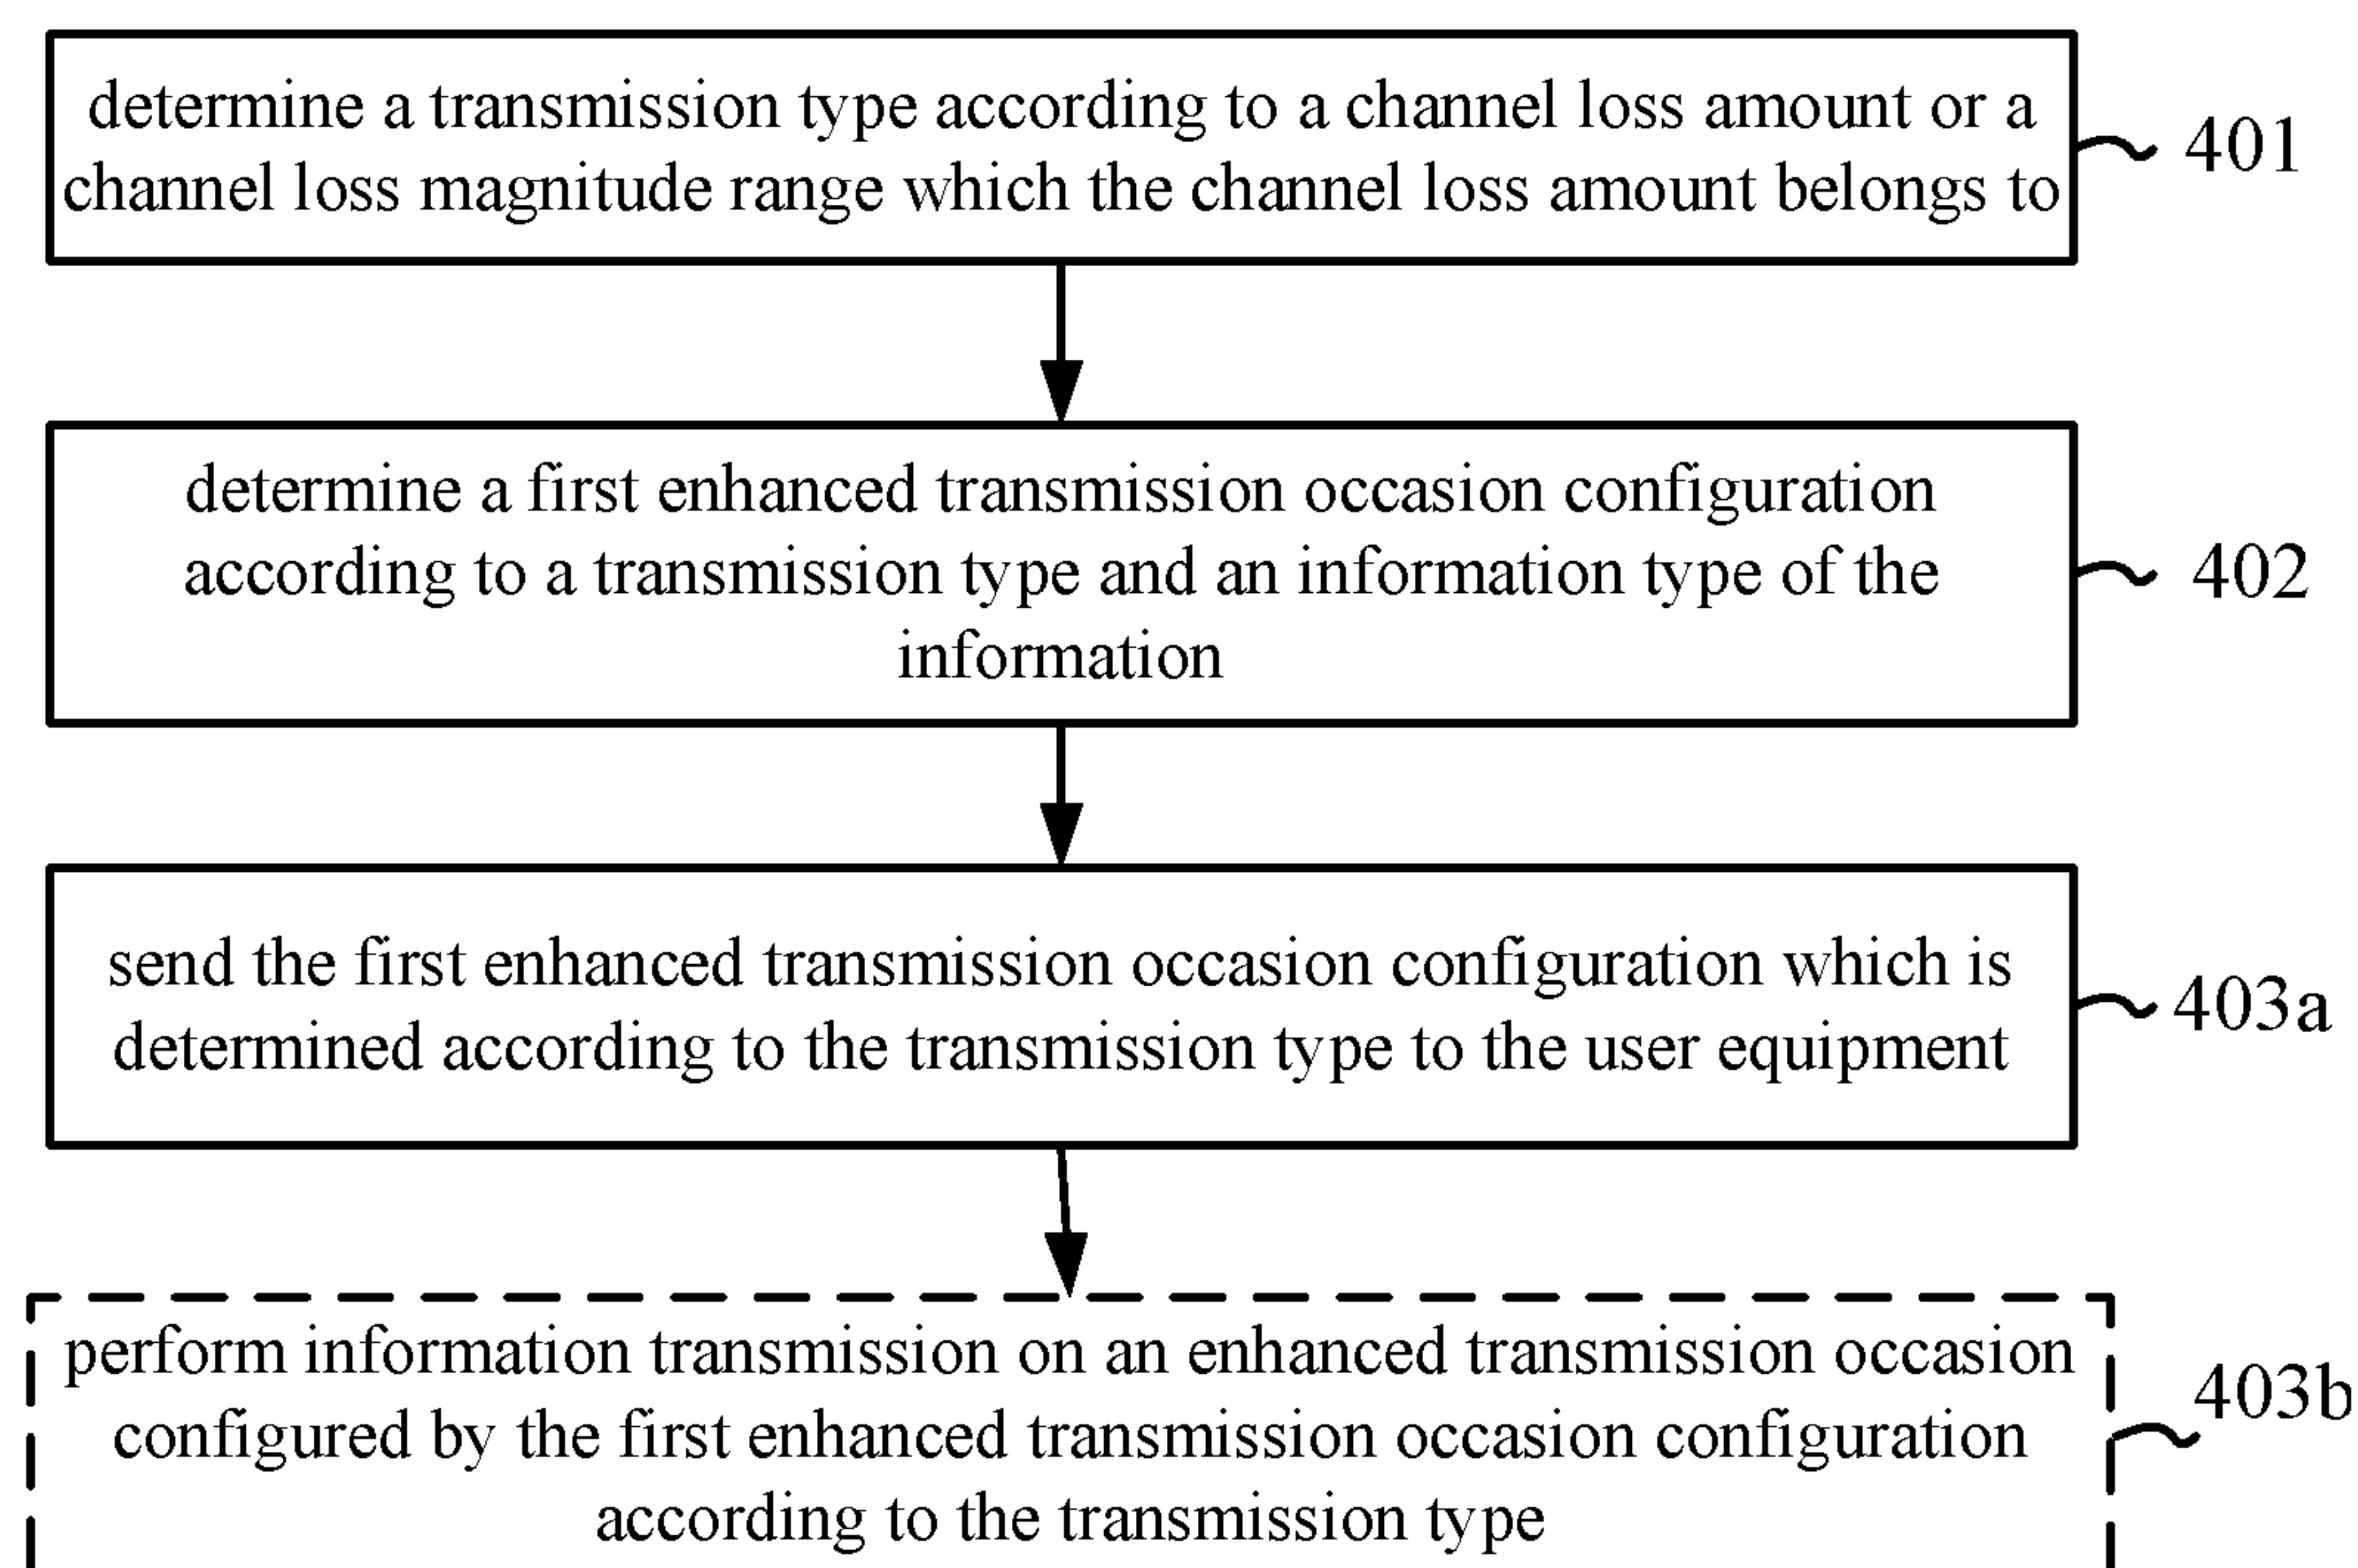 determine a transmission type according to a channel loss amount or a
channel loss magnitude range which the channel loss amount belongs to
401
determine a first enhanced transmission occasion configuration
according to a transmission type and an information type of the
information
402
send the first enhanced transmission occasion configuration which is
determined according to the transmission type to the user equipment
403a
perform information transmission on an enhanced transmission occasion
configured by the first enhanced transmission occasion configuration
according to the transmission type
403b